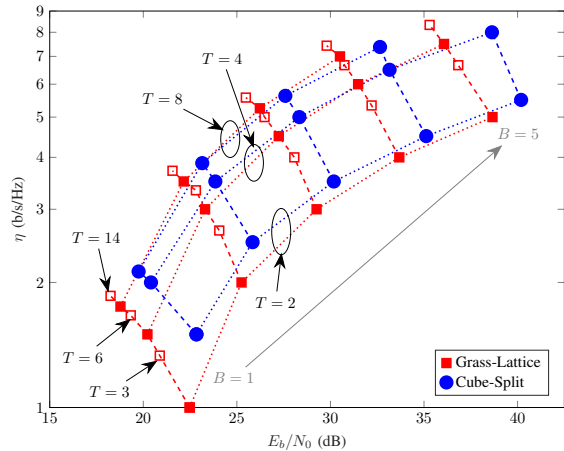 9
8
7
6
5
4
3
2
1
η (b/s/Hz)
T = 4
T = 8
T = 14
T = 6
T = 3
T = 2
B = 5
B = 1
Grass-Lattice
Cube-Split
15 20 25 30 35 40
E_b/N_0 (dB)